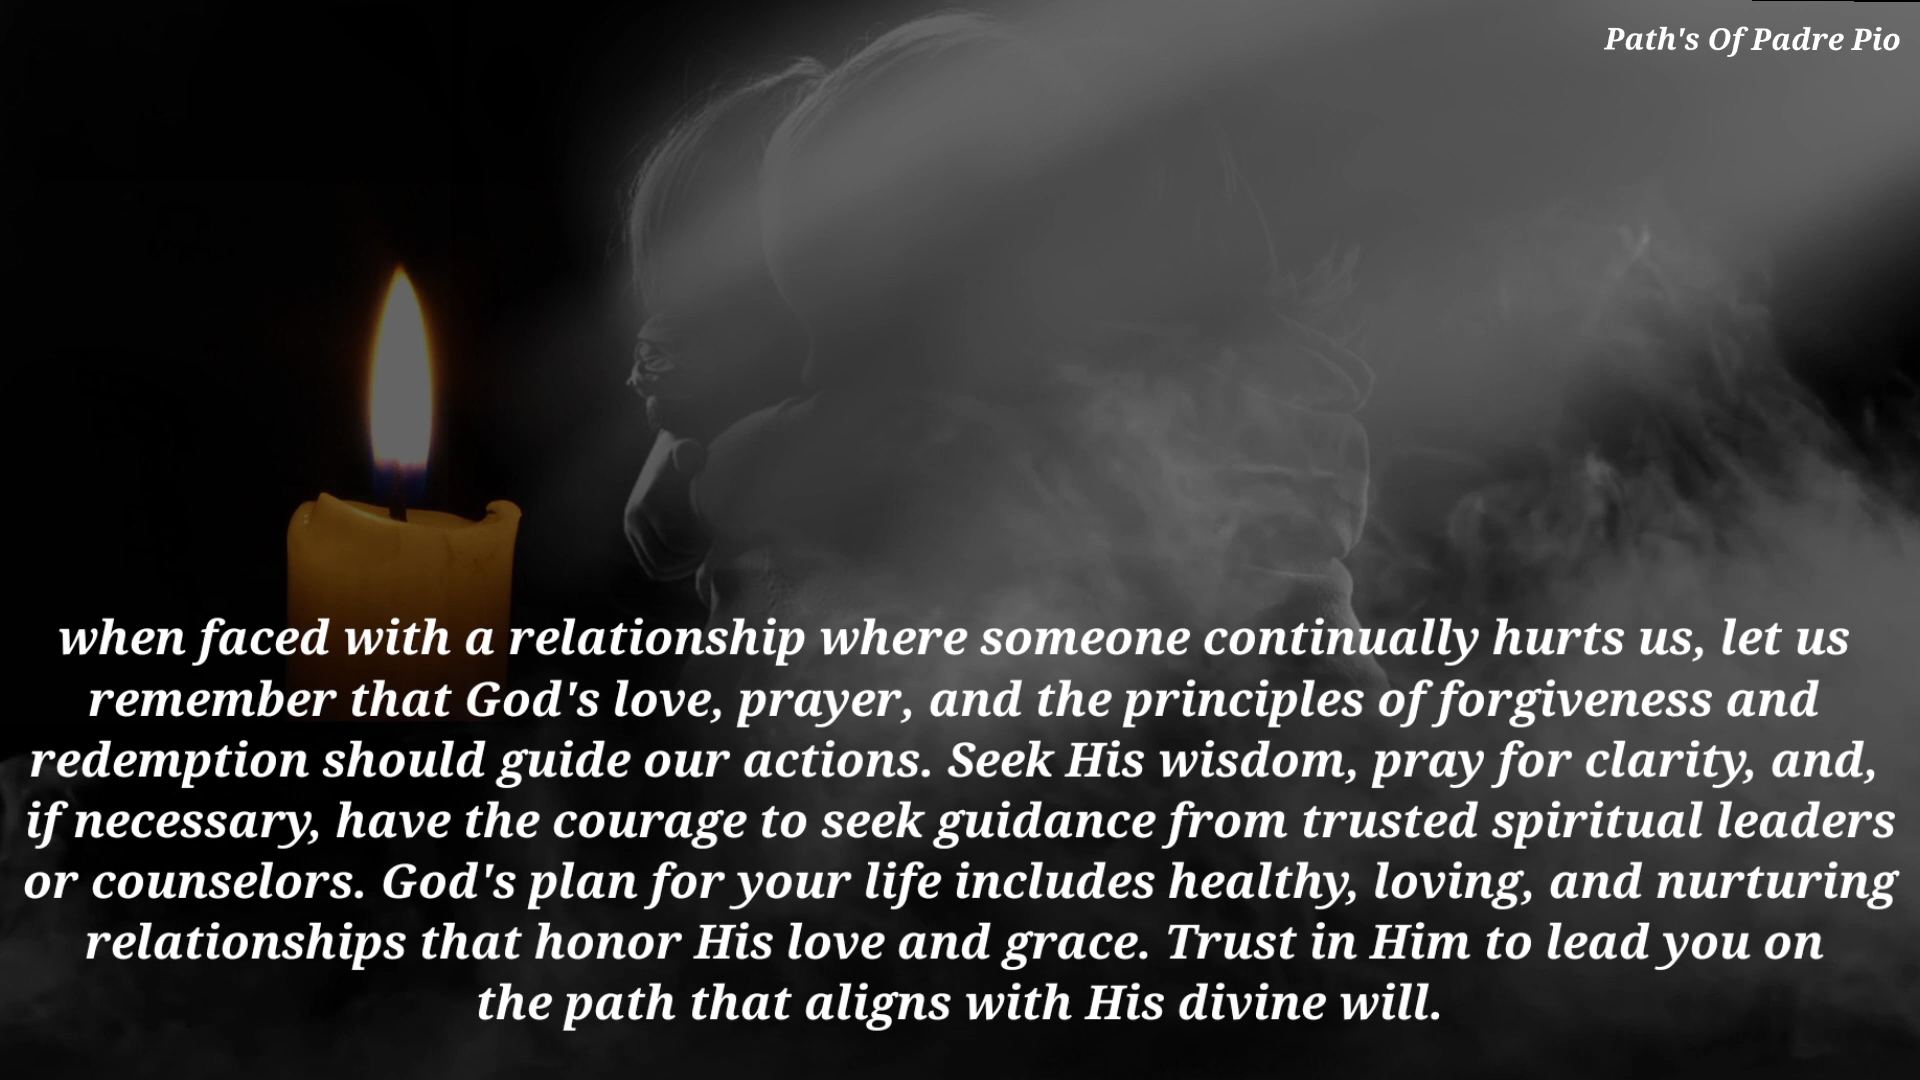 Path's Of Padre Pio
when faced with a relationship where someone continually hurts us, let us
remember that God's love, prayer, and the principles of forgiveness and
redemption should guide our actions. Seek His wisdom, pray for clarity, and,
if necessary, have the courage to seek guidance from trusted spiritual leaders
or counselors. God's plan for your life includes healthy, loving, and nurturing
relationships that honor His love and grace. Trust in Him to lead you on
the path that aligns with His divine will.